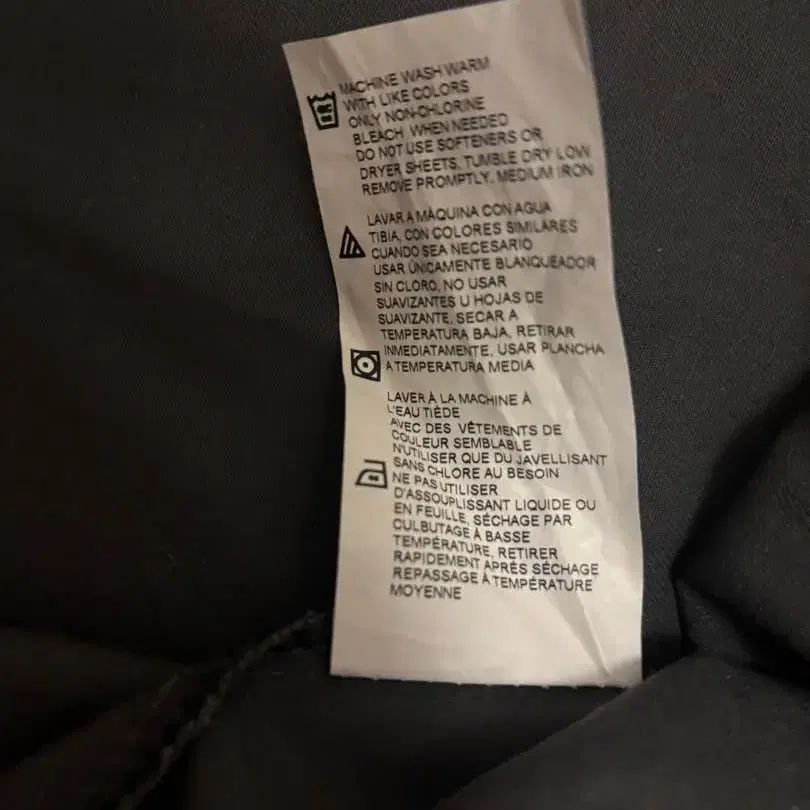 MACHINE WASH WARM
WITH LIKE COLORS
ONLY NON-CHLORINE
BLEACH WHEN NEEDED
DO NOT USE SOFTENERS OR
DRYER SHEETS, TUMBLE DRY LOW
REMOVE PROMPTLY, MEDIUM IRON
LAVAR A MÁQUINA CON AGUA
TIBIA, CON COLORES SIMILARES
CUANDO SEA NECESARIO
USAR ÚNICAMENTE BLANQUEADOR
SIN CLORO, NO USAR
SUAVIZANTES U HOJAS DE
SUAVIZANTE, SECAR A
TEMPERATURA BAJA, RETIRAR
INMEDIATAMENTE, USAR PLANCHA
A TEMPERATURA MEDIA
LAVER À LA MACHINE À
L'EAU TIÈDE
AVEC DES VÊTEMENTS DE
COULEUR SEMBLABLE
N'UTILISER QUE DU JAVELLISANT
SANS CHLORE AU BESOIN
NE PAS UTILISER
D'ASSOUPLISSANT LIQUIDE OU
EN FEUILLE, SÉCHAGE PAR
CULBUTAGE À BASSE
TEMPÉRATURE, RETIRER
RAPIDEMENT APRÈS SÉCHAGE
REPASSAGE À TEMPÉRATURE
MOYENNE